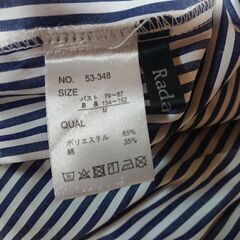 NO. 53-348
SIZE
バスト 79~87
身長 154~162
M
QUAL
ポリエステル 65%
綿 35%
Rada